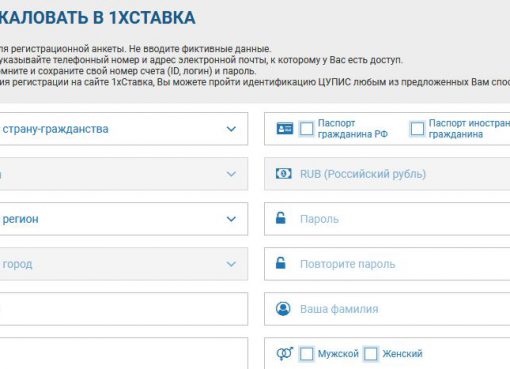 ЖАЛОВАТЬ В 1ХСТАВКА
ля регистрационной анкеты. Не вводите фиктивные данные.
указывайте телефонный номер и адрес электронной почты, к которому у Вас есть доступ.
мните и сохраните свой номер счета (ID, логин) и пароль.
ия регистрации на сайте 1хСтавка, Вы можете пройти идентификацию ЦУПИС любым из предложенных Вам спос
страну-гражданства
Паспорт
гражданина РФ
Паспорт иностран
гражданина
RUB (Российский рубль)
регион
Пароль
город
Повторите пароль
Ваша фамилия
Мужской
Женский